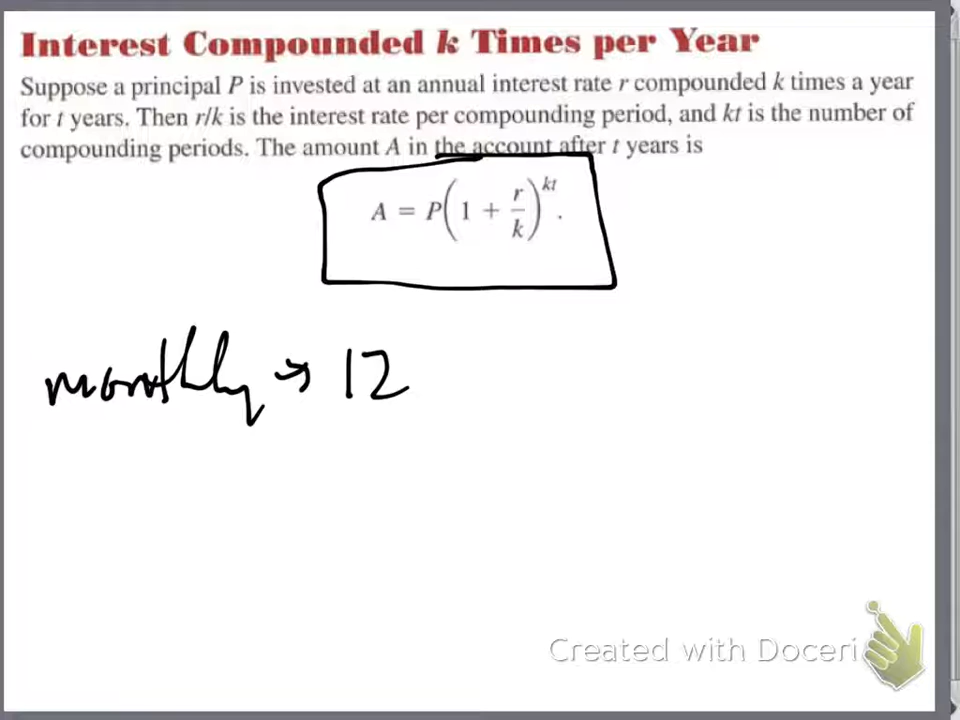 Interest Compounded k Times per Year
Suppose a principal P is invested at an annual interest rate r compounded k times a year
for t years. Then r/k is the interest rate per compounding period, and kt is the number of
compounding periods. The amount A in the account after t years is
A = P(1 + r/k)^kt.
monthly → 12
Created with Doceri